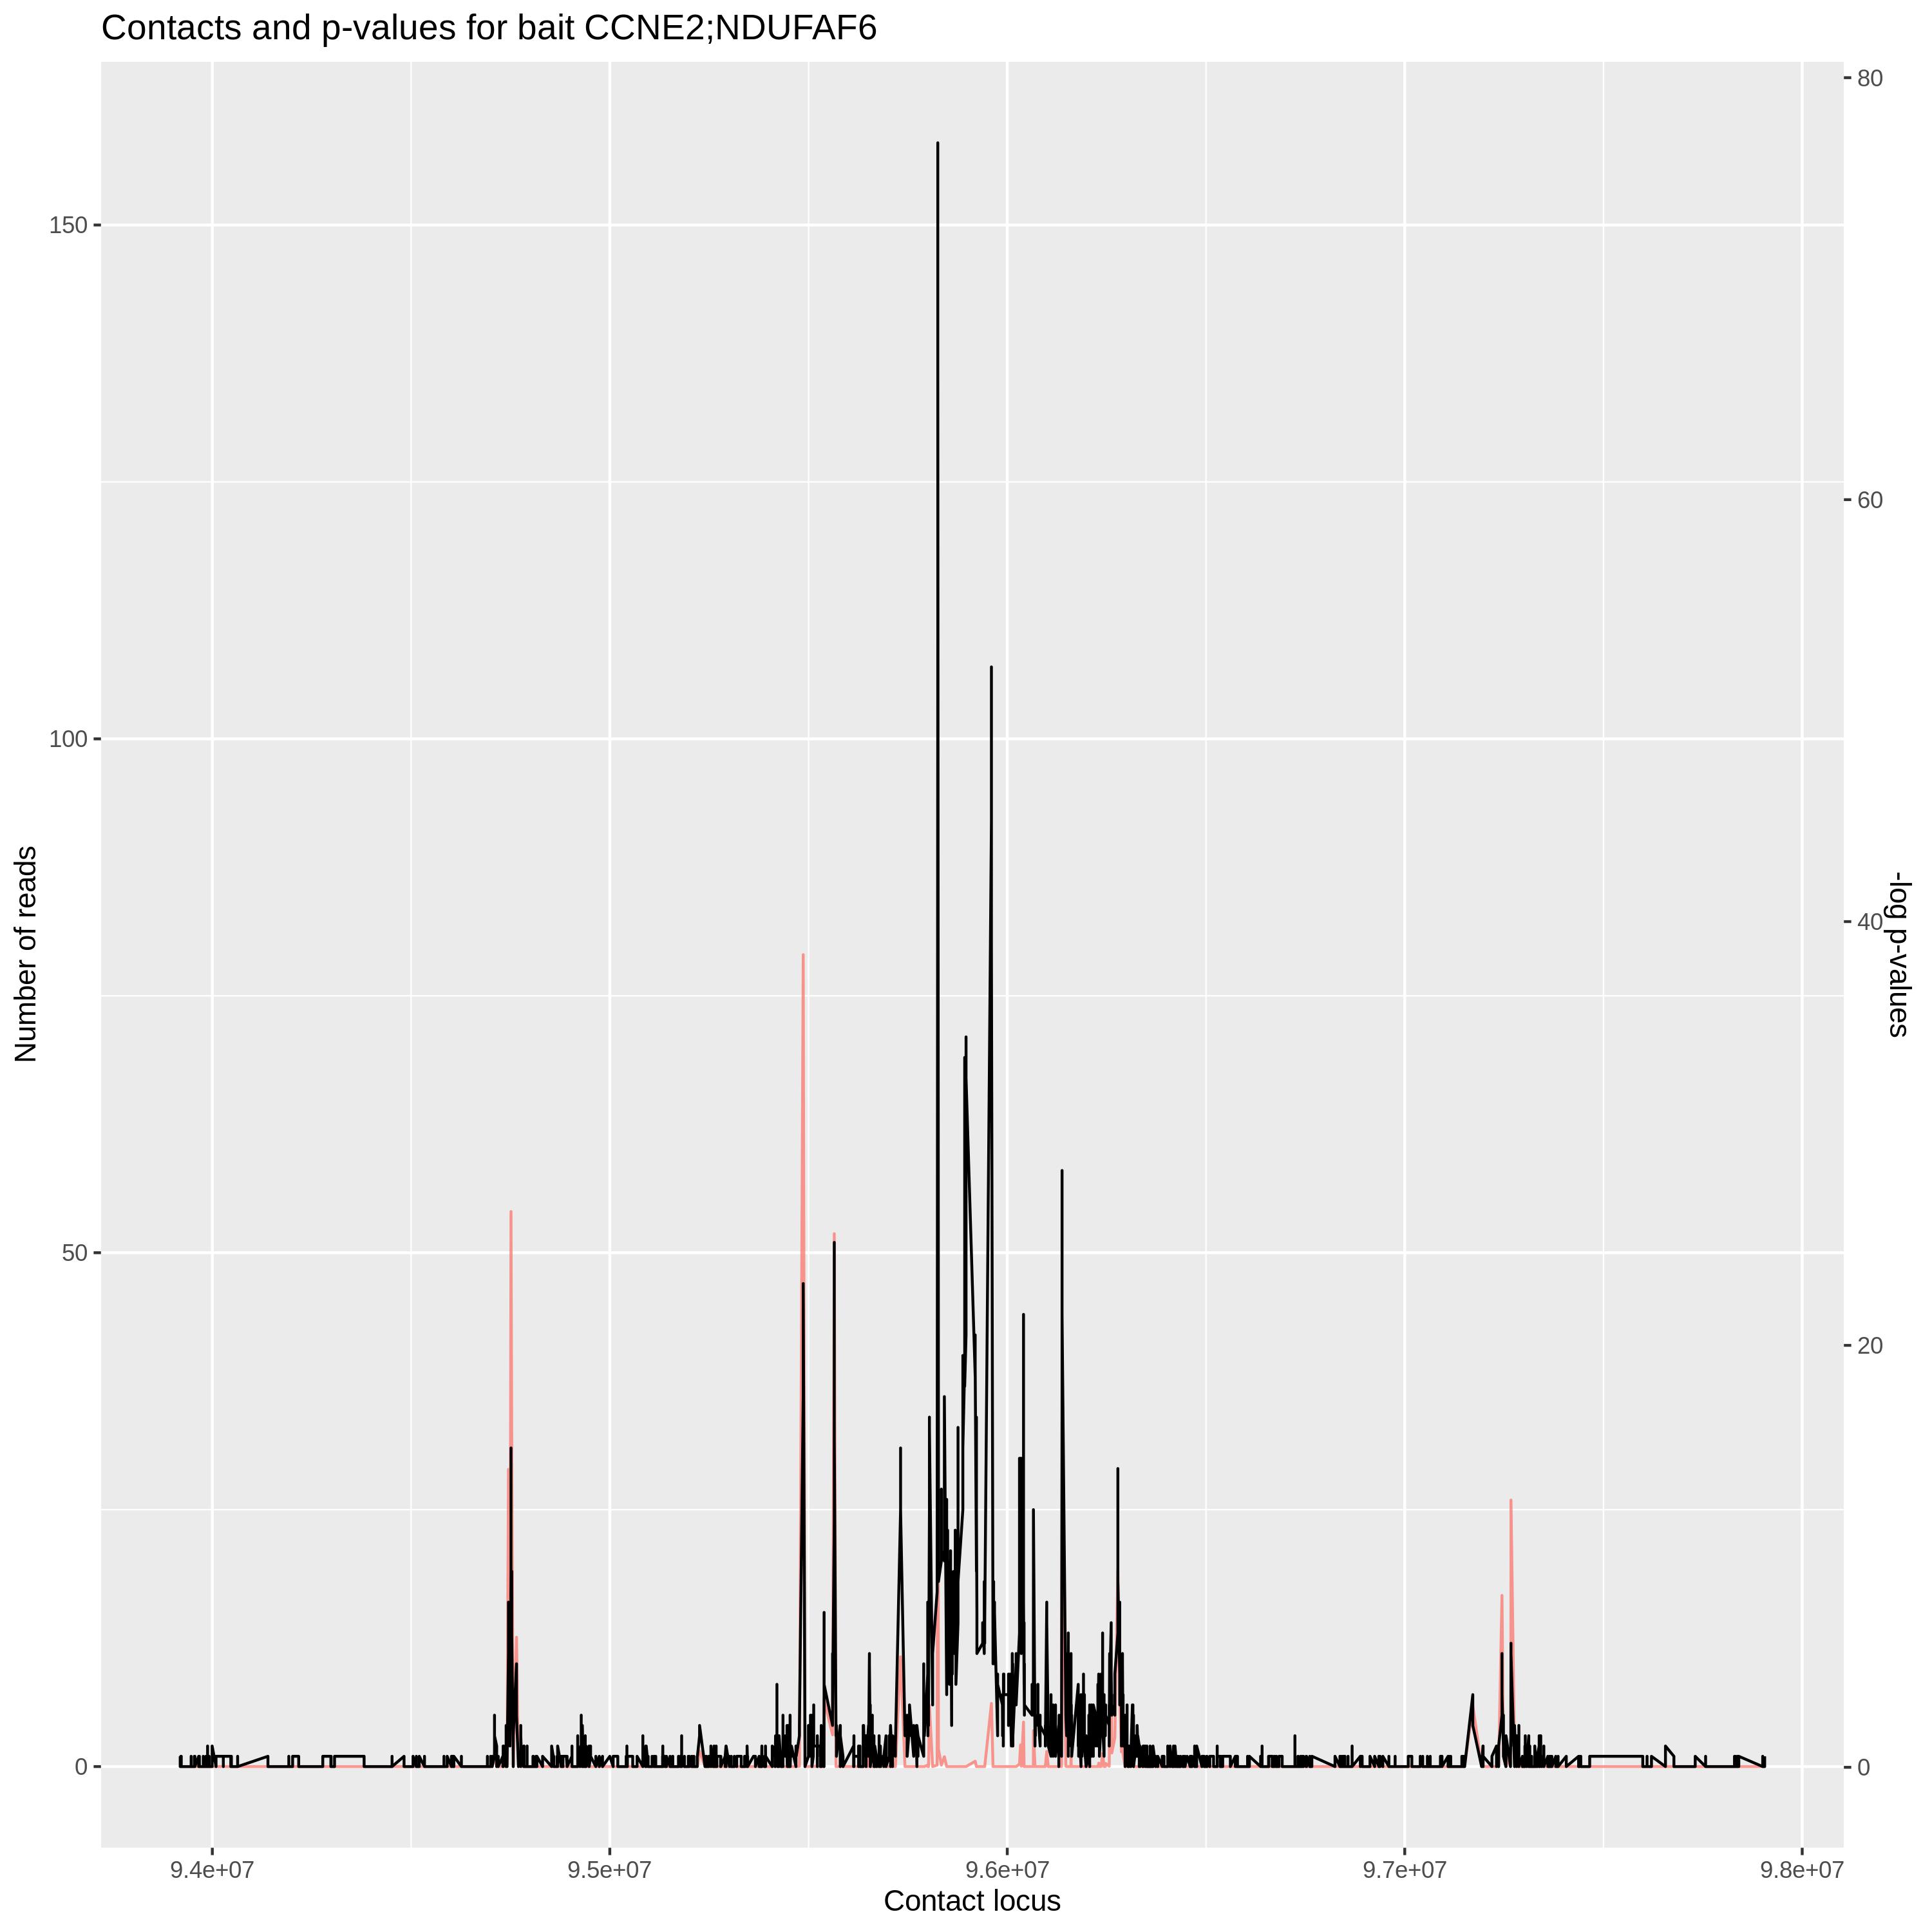 Contacts and p-values for bait CCNE2;NDUFAF6
150
100
50
0
Number of reads
80
60
40
20
0
-log p-values
9.4e+07
9.5e+07
9.6e+07
9.7e+07
9.8e+07
Contact locus